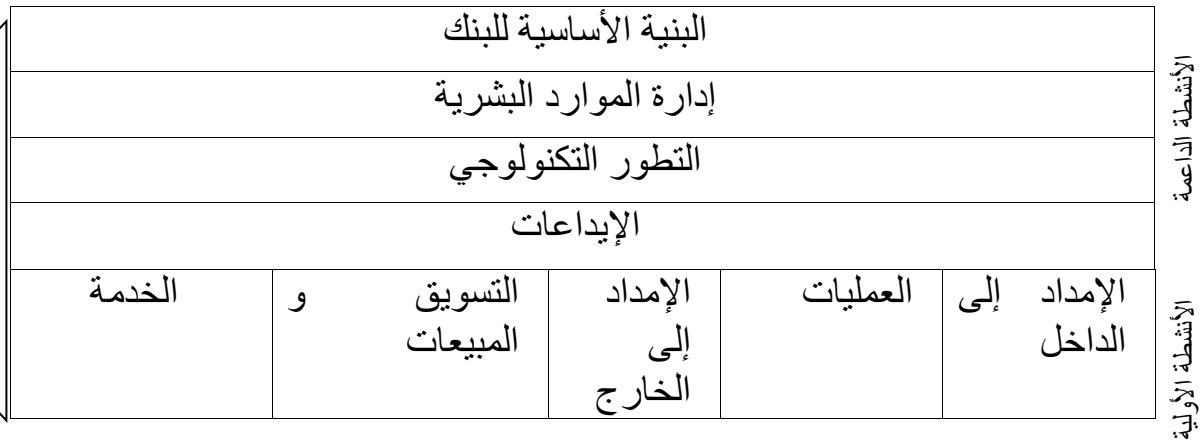 البنية الأساسية للبنك
إدارة الموارد البشرية
التطور التكنولوجي
الإيداعات
الأنشطة الداعمة
الإمداد إلى
الداخل
العمليات
الإمداد
إلى
الخارج
التسويق و
المبيعات
الخدمة
الأنشطة الأولية